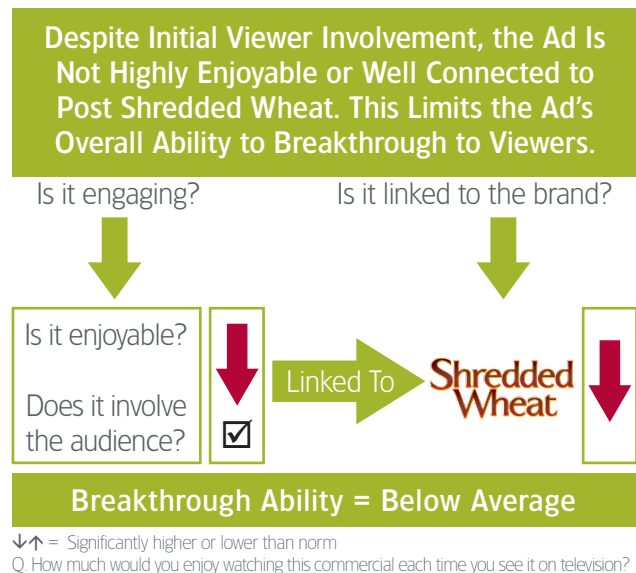 Despite Initial Viewer Involvement, the Ad Is
Not Highly Enjoyable or Well Connected to
Post Shredded Wheat. This Limits the Ad's
Overall Ability to Breakthrough to Viewers.
Is it engaging?
Is it linked to the brand?
Is it enjoyable?
Does it involve
the audience?
Linked To
Shredded
Wheat
Breakthrough Ability = Below Average
↓↑ = Significantly higher or lower than norm
Q. How much would you enjoy watching this commercial each time you see it on television?